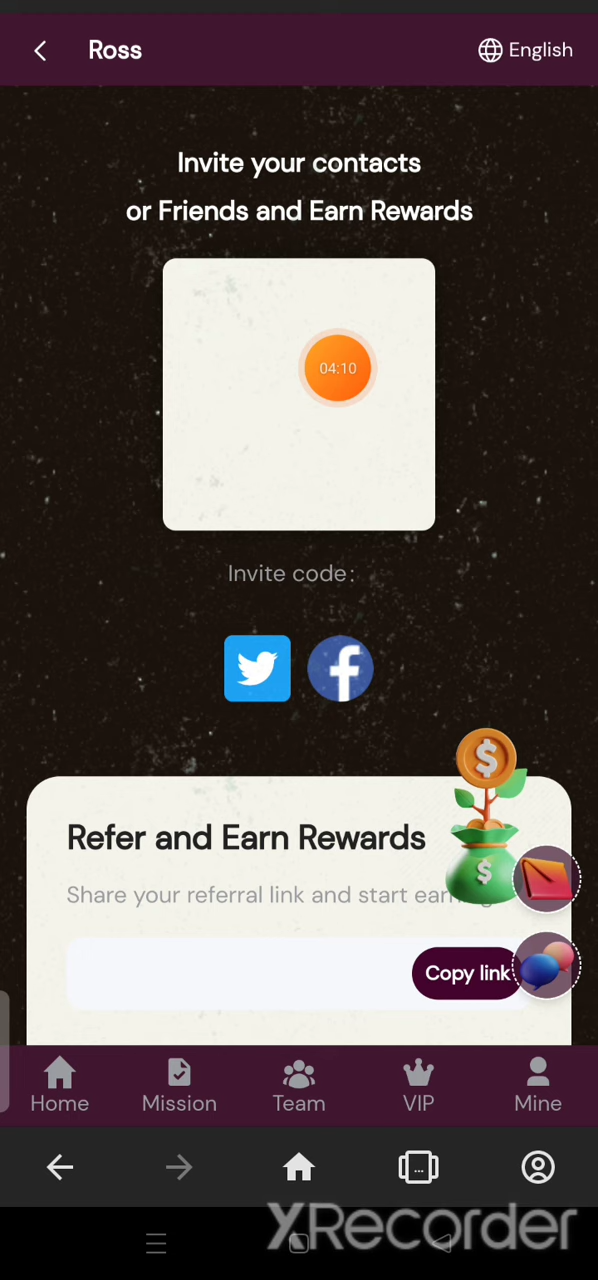 Ross
English
Invite your contacts
or Friends and Earn Rewards
04:10
Invite code:
Refer and Earn Rewards
Share your referral link and start
Copy link
Home
Mission
Team
VIP
Mine
XRecorder